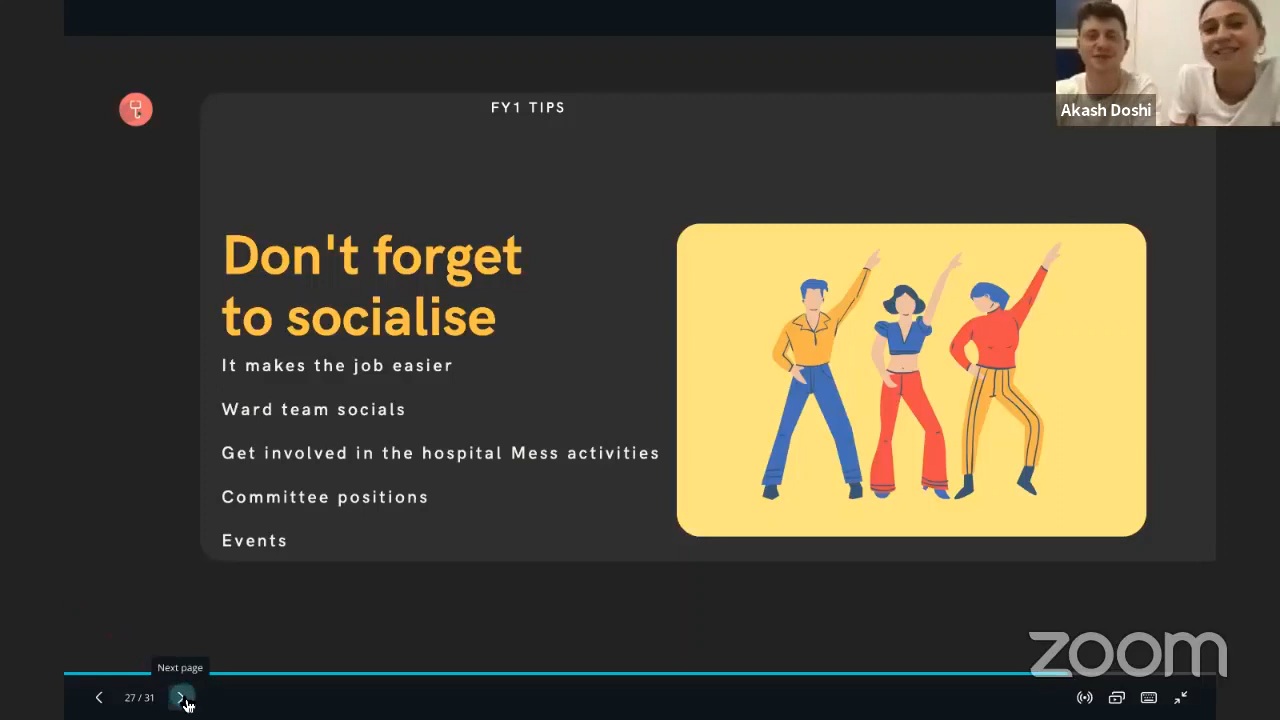 FY1 TIPS
Akash Doshi
Don't forget
to socialise
It makes the job easier
Ward team socials
Get involved in the hospital Mess activities
Committee positions
Events
zoom
Next page
27 / 31